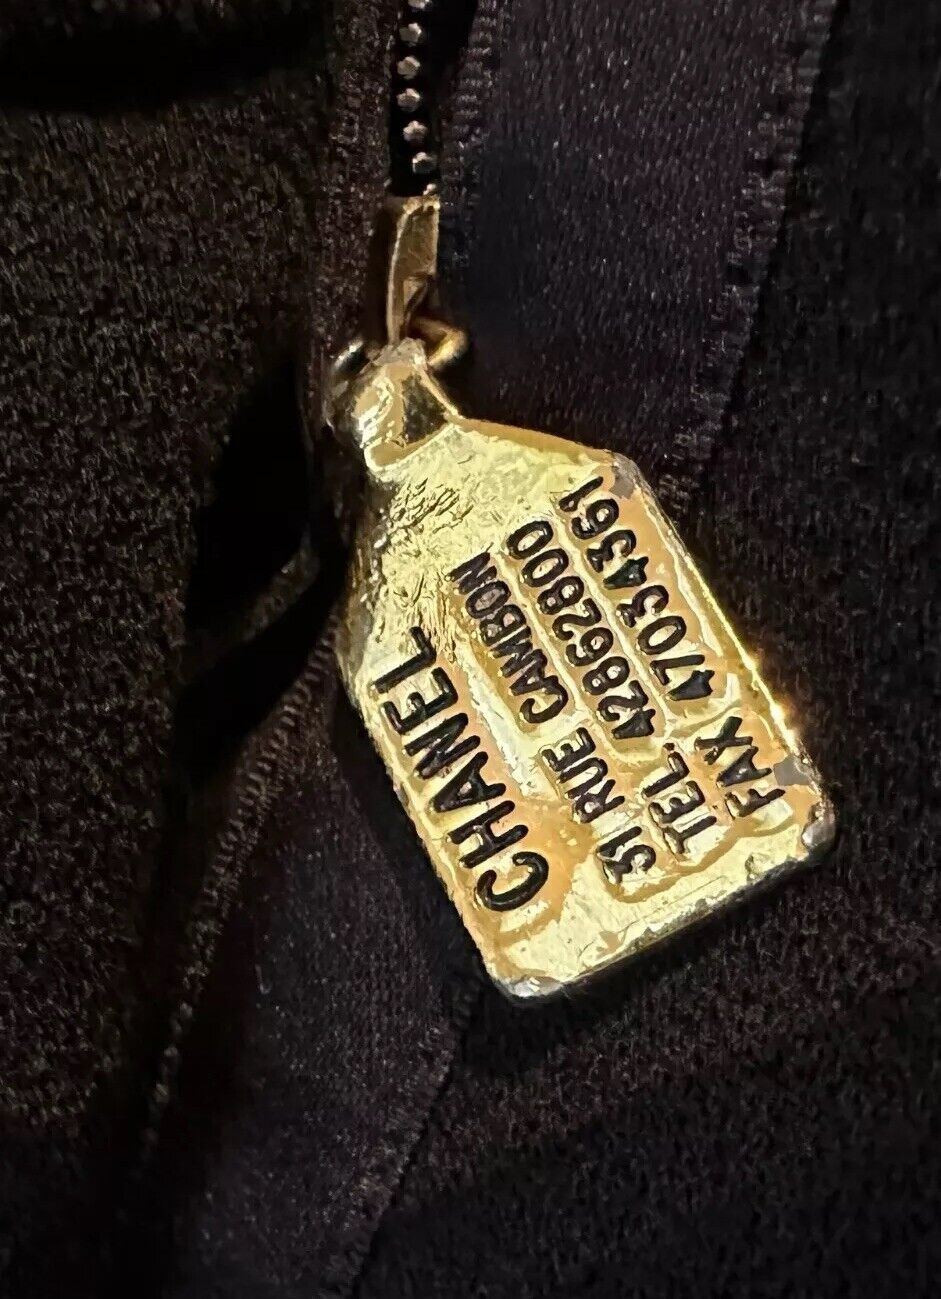 CHANEL
31 RUE CAMBON
TEL 42862800
FAX 47034361